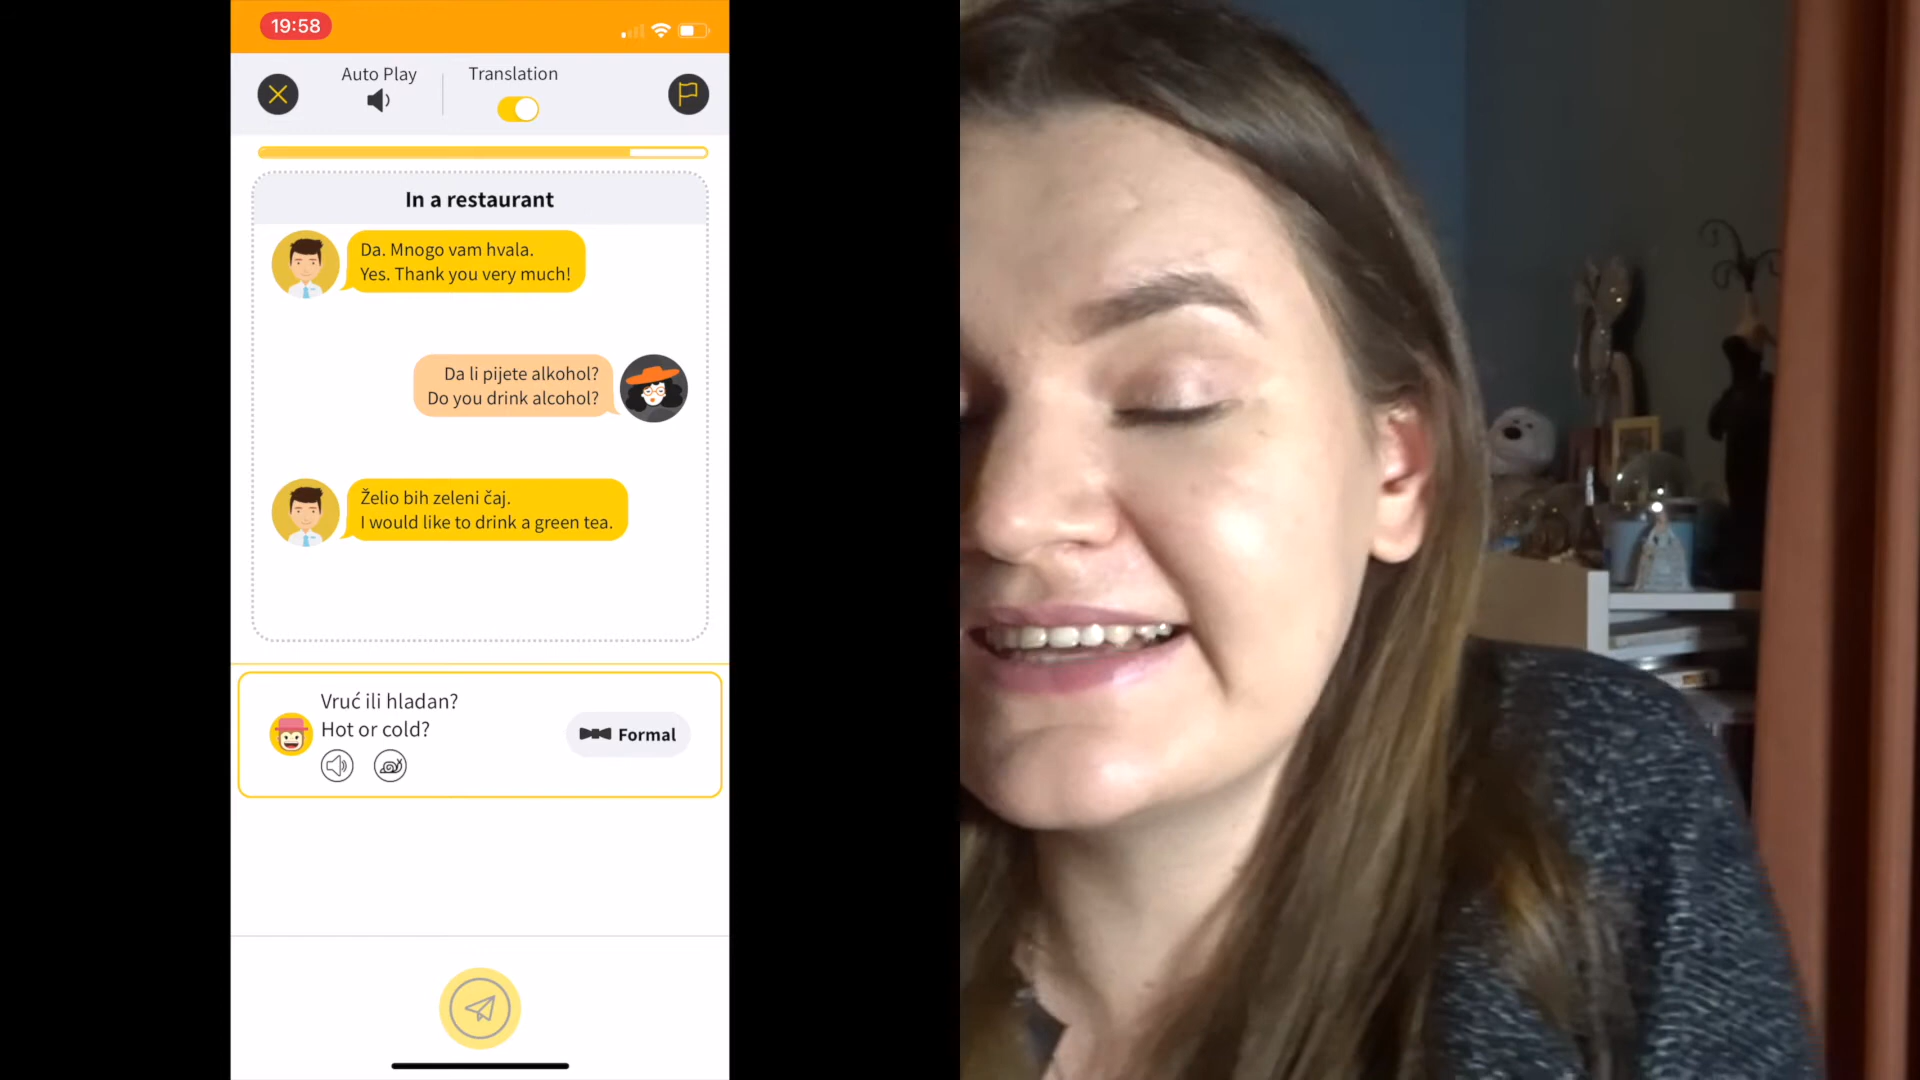 19:58
Auto Play
Translation
In a restaurant
Da. Mnogo vam hvala.
Yes. Thank you very much!
Da li pijete alkohol?
Do you drink alcohol?
Želio bih zeleni čaj.
I would like to drink a green tea.
Vruć ili hladan?
Hot or cold?
Formal